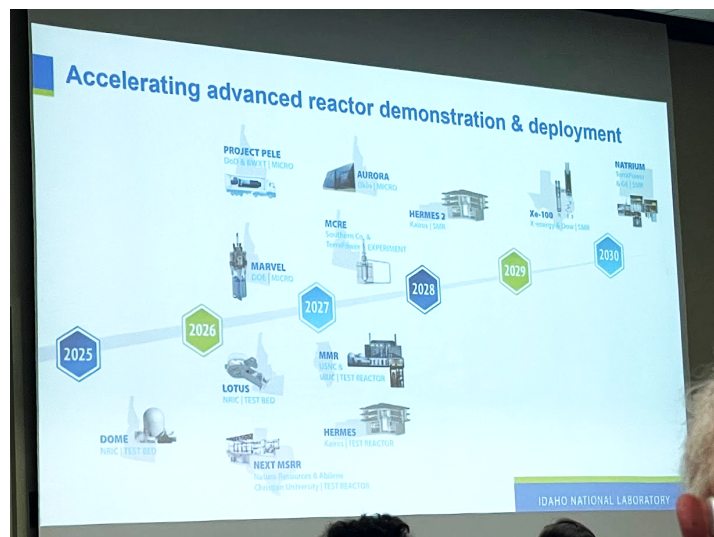 Accelerating advanced reactor demonstration & deployment
PROJECT PELE
DoD & BWXT | MICRO
AURORA
Oklo | MICRO
HERMES 2
Kairos | SMR
Xe-100
X-energy & Dow | SMR
NATRIUM
TerraPower
& GE | SMR
MARVEL
DOE | MICRO
MCRE
Southern Co. &
TerraPower | EXPERIMENT
2025
2026
2027
2028
2029
2030
DOME
NRIC | TEST BED
LOTUS
NRIC | TEST BED
NEXT MSRR
Natura Resources & Abilene
Christian University | TEST REACTOR
MMR
USNC &
UIUC | TEST REACTOR
HERMES
Kairos | TEST REACTOR
IDAHO NATIONAL LABORATORY